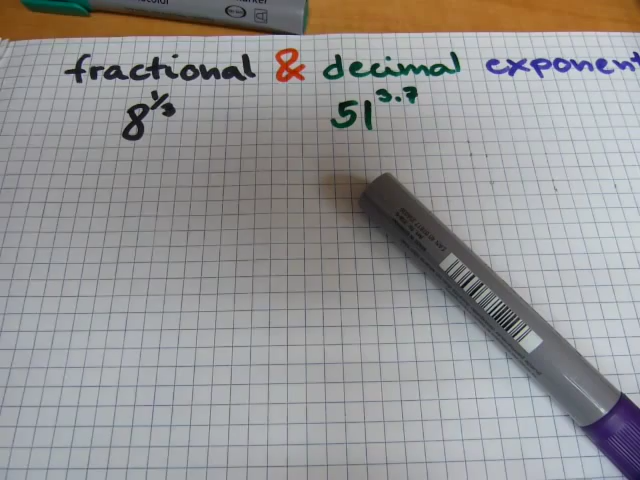 fractional & decimal exponent
8^1/3 51^3.7